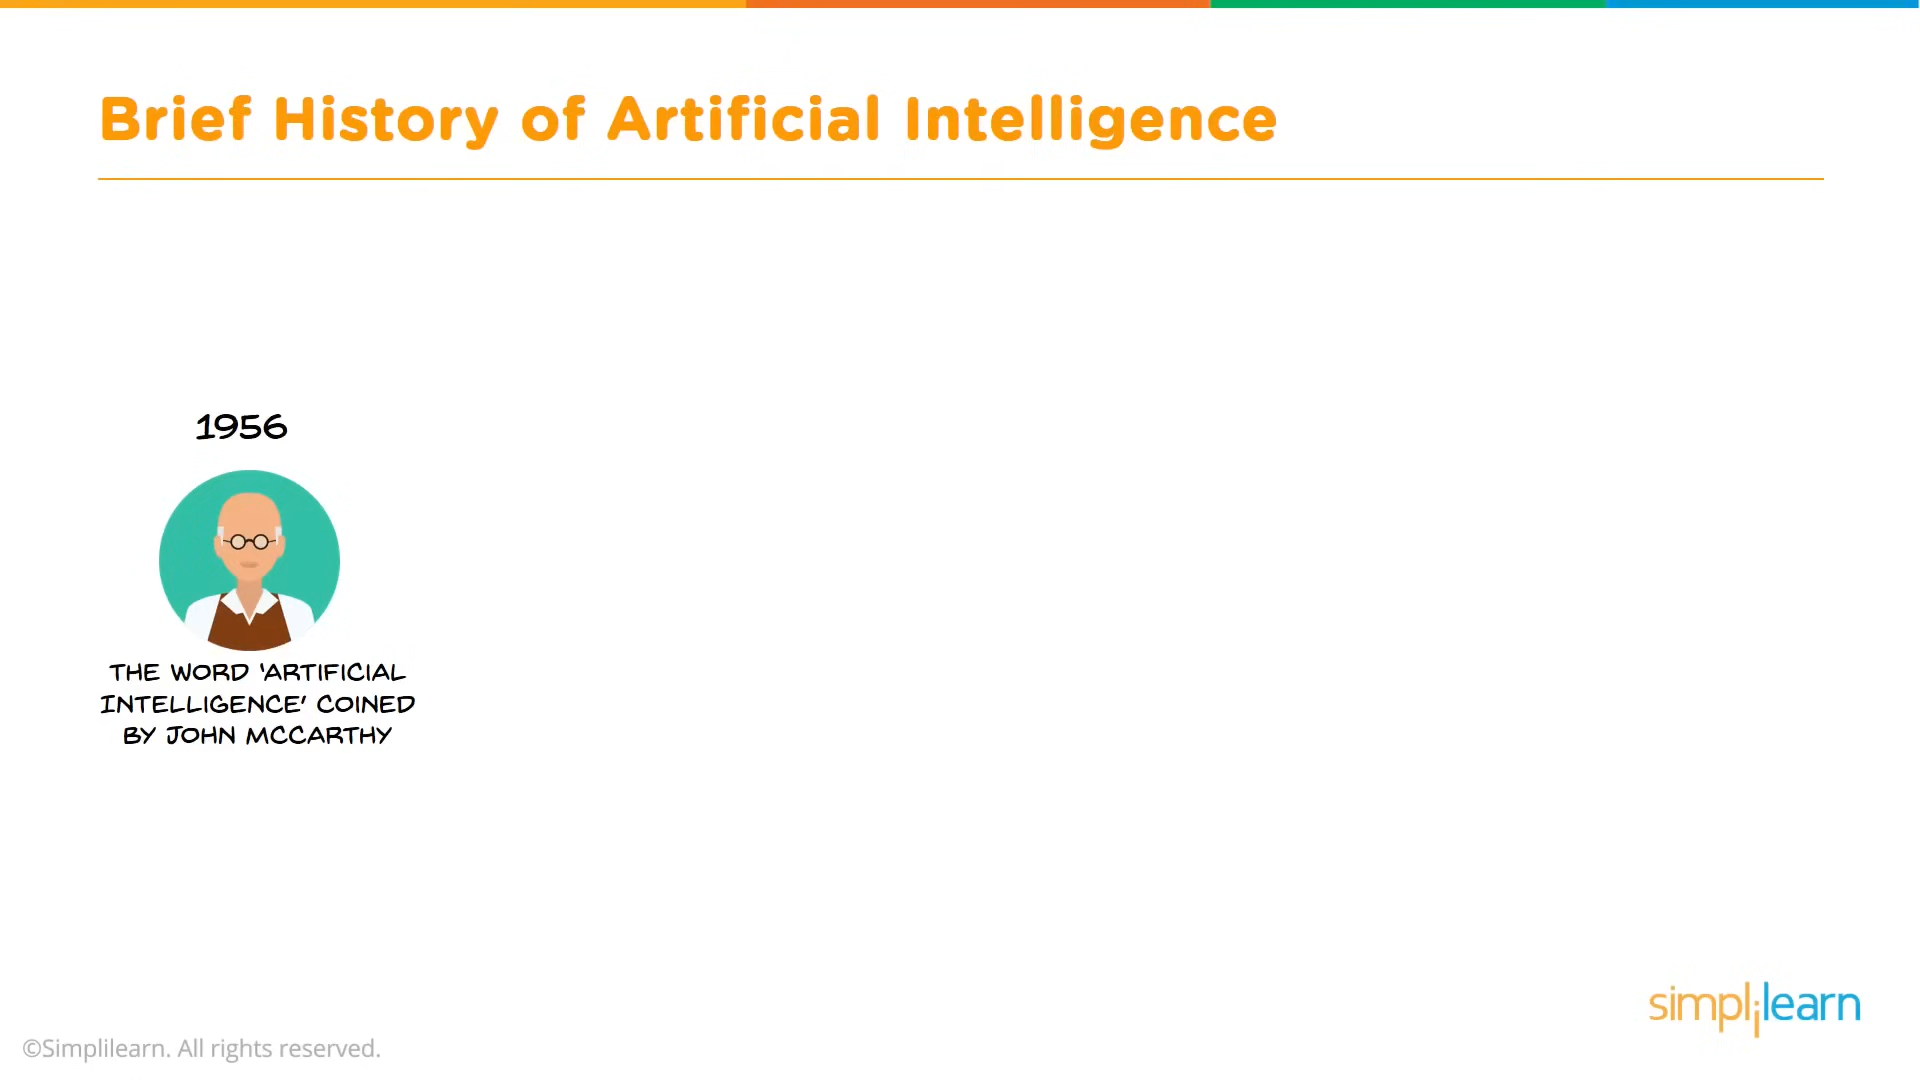 Brief History of Artificial Intelligence
1956
THE WORD 'ARTIFICIAL
INTELLIGENCE' COINED
BY JOHN MCCARTHY
simplilearn
©Simplilearn. All rights reserved.